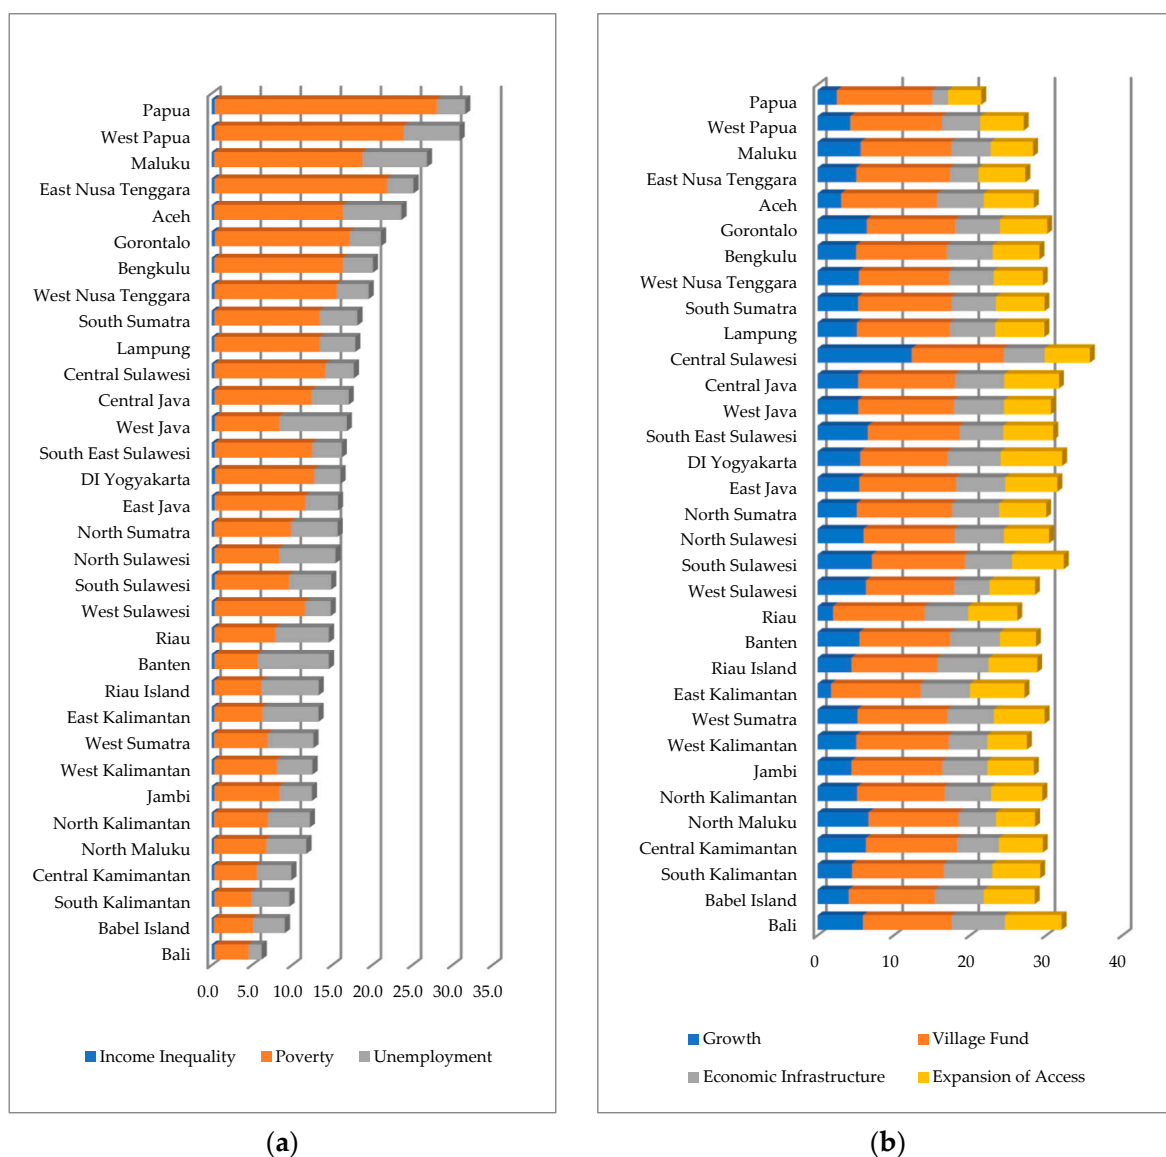 Papua
West Papua
Maluku
East Nusa Tenggara
Aceh
Gorontalo
Bengkulu
West Nusa Tenggara
South Sumatra
Lampung
Central Sulawesi
Central Java
West Java
South East Sulawesi
DI Yogyakarta
East Java
North Sumatra
North Sulawesi
South Sulawesi
West Sulawesi
Riau
Banten
Riau Island
East Kalimantan
West Sumatra
West Kalimantan
Jambi
North Kalimantan
North Maluku
Central Kamimantan
South Kalimantan
Babel Island
Bali
0.0 5.0 10.0 15.0 20.0 25.0 30.0 35.0
Income Inequality Poverty Unemployment
(a)
Papua
West Papua
Maluku
East Nusa Tenggara
Aceh
Gorontalo
Bengkulu
West Nusa Tenggara
South Sumatra
Lampung
Central Sulawesi
Central Java
West Java
South East Sulawesi
DI Yogyakarta
East Java
North Sumatra
North Sulawesi
South Sulawesi
West Sulawesi
Riau
Banten
Riau Island
East Kalimantan
West Sumatra
West Kalimantan
Jambi
North Kalimantan
North Maluku
Central Kamimantan
South Kalimantan
Babel Island
Bali
0 10 20 30 40
Growth Village Fund
Economic Infrastructure Expansion of Access
(b)